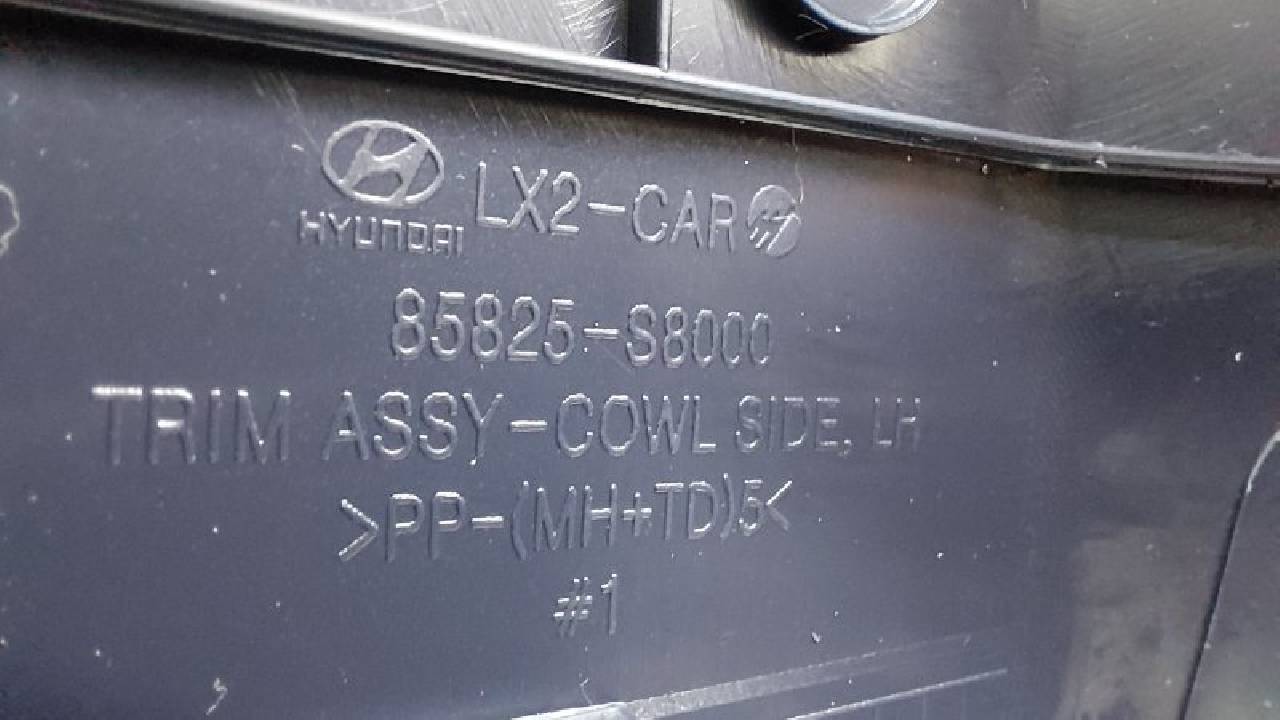 HYUNDAI LX2-CAR
85825-S8000
TRIM ASSY-COWL SIDE, LH
>PP-(MH+TD)5<
#1